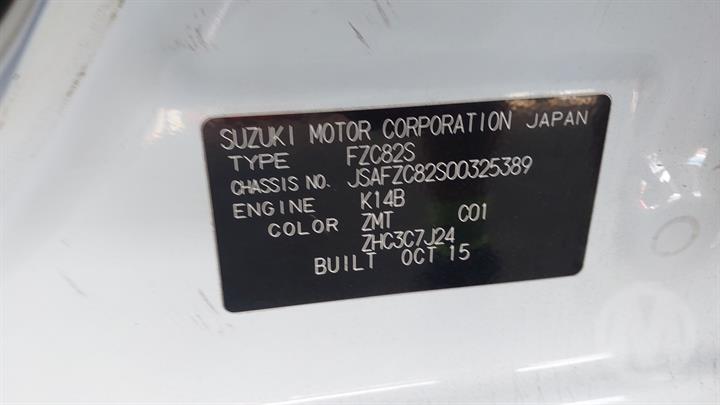 SUZUKI MOTOR CORPORATION JAPAN
TYPE FZC82S
CHASSIS NO. JSAFZC82S00325389
ENGINE K14B
COLOR ZMT C01
ZHC3C7J24
BUILT OCT 15
M